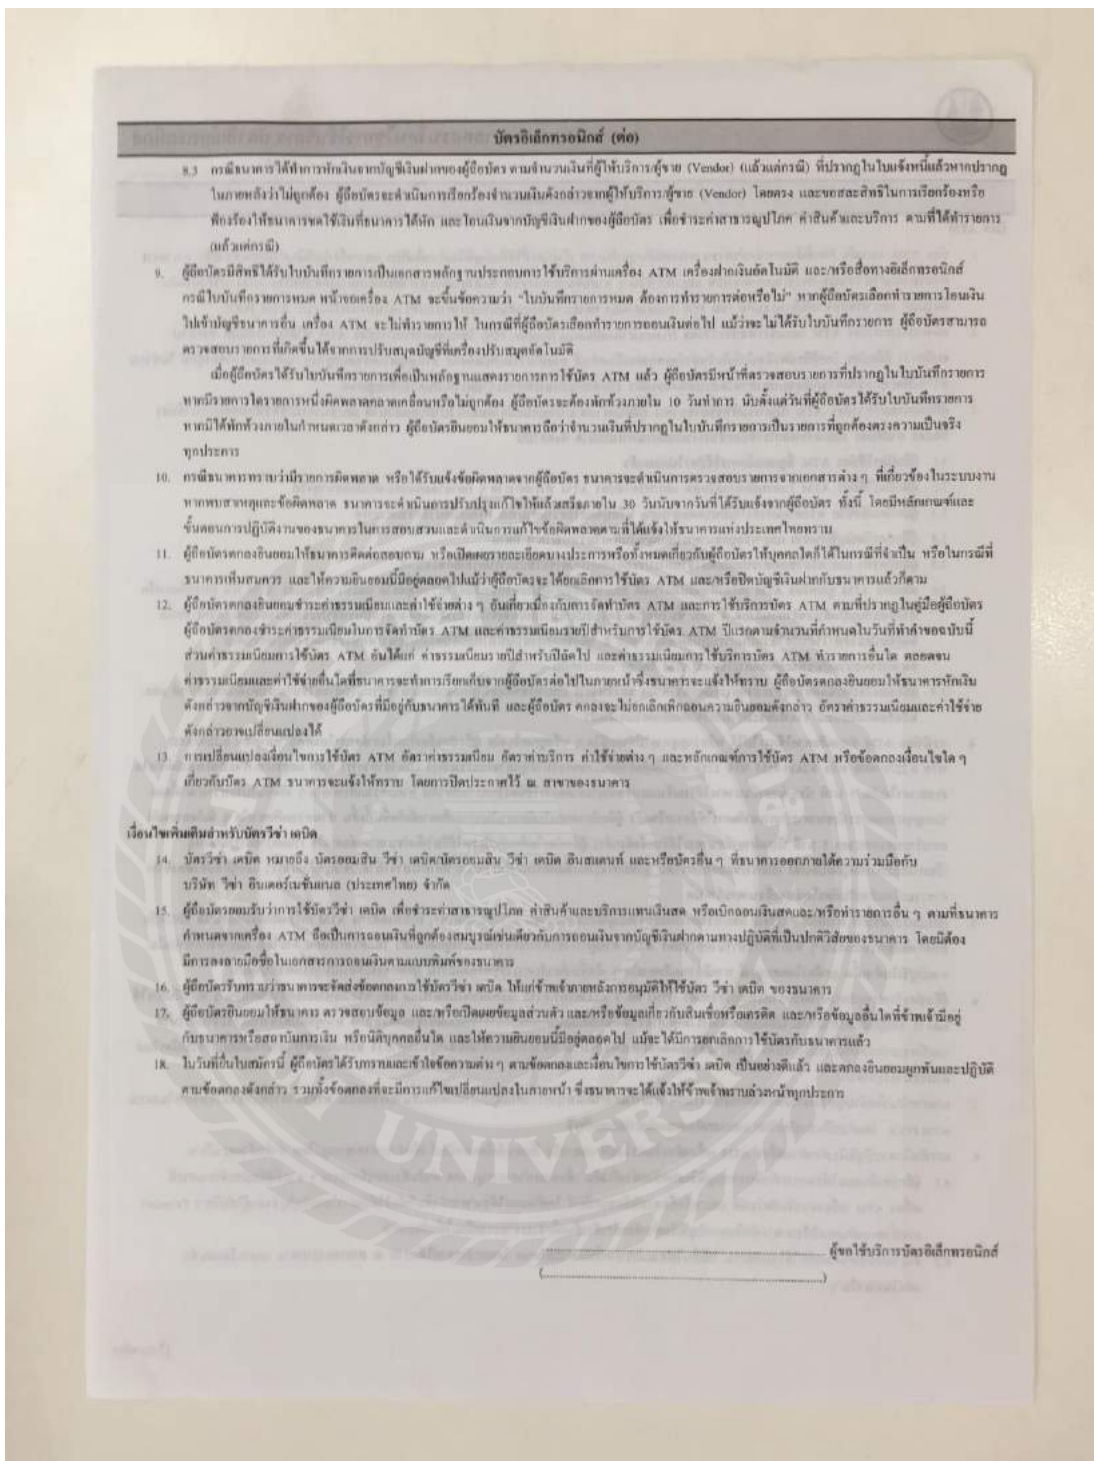 บัตรอิเล็กทรอนิกส์ (ต่อ)
8.3 กรณีธนาคารได้ทำการหักเงินจากบัญชีเงินฝากของผู้ถือบัตร ตามจำนวนเงินที่ผู้ให้บริการ/ผู้ขาย (Vendor) (แล้วแต่กรณี) ที่ปรากฏในใบแจ้งหนี้แล้วหากปรากฏ
ในภายหลังว่าไม่ถูกต้อง ผู้ถือบัตรจะดำเนินการเรียกร้องจำนวนเงินดังกล่าวจากผู้ให้บริการ/ผู้ขาย (Vendor) โดยตรง และขอสละสิทธิในการเรียกร้องหรือ
ฟ้องร้องให้ธนาคารชดใช้เงินที่ธนาคารได้หัก และโอนเงินจากบัญชีเงินฝากของผู้ถือบัตร เพื่อชำระค่าสาธารณูปโภค ค่าสินค้าและบริการ ตามที่ได้ทำรายการ
(แล้วแต่กรณี)
9. ผู้ถือบัตรมีสิทธิได้รับใบบันทึกรายการเป็นเอกสารหลักฐานประกอบการใช้บริการผ่านเครื่อง ATM เครื่องฝากเงินอัตโนมัติ และ/หรือสื่อทางอิเล็กทรอนิกส์
กรณีใบบันทึกรายการหมด หน้าจอเครื่อง ATM จะขึ้นข้อความว่า "ใบบันทึกรายการหมด ต้องการทำรายการต่อหรือไม่" หากผู้ถือบัตรเลือกทำรายการโอนเงิน
ไปเข้าบัญชีธนาคารอื่น เครื่อง ATM จะไม่ทำรายการให้ ในกรณีที่ผู้ถือบัตรเลือกทำรายการถอนเงินต่อไป แม้ว่าจะไม่ได้รับใบบันทึกรายการ ผู้ถือบัตรสามารถ
ตรวจสอบรายการที่เกิดขึ้นได้จากการปรับสมุดบัญชีที่เครื่องปรับสมุดอัตโนมัติ
เมื่อผู้ถือบัตรได้รับใบบันทึกรายการเพื่อเป็นหลักฐานแสดงรายการการใช้บัตร ATM แล้ว ผู้ถือบัตรมีหน้าที่ตรวจสอบรายการที่ปรากฏในใบบันทึกรายการ
หากมีรายการใดรายการหนึ่งผิดพลาดคลาดเคลื่อนหรือไม่ถูกต้อง ผู้ถือบัตรจะต้องทักท้วงภายใน 10 วันทำการ นับตั้งแต่วันที่ผู้ถือบัตรได้รับใบบันทึกรายการ
หากมิได้ทักท้วงภายในกำหนดเวลาดังกล่าว ผู้ถือบัตรยินยอมให้ธนาคารถือว่าจำนวนเงินที่ปรากฏในใบบันทึกรายการเป็นรายการที่ถูกต้องตรงความเป็นจริง
ทุกประการ
10. กรณีธนาคารทราบว่ามีรายการผิดพลาด หรือได้รับแจ้งข้อผิดพลาดจากผู้ถือบัตร ธนาคารจะดำเนินการตรวจสอบรายการจากเอกสารต่าง ๆ ที่เกี่ยวข้องในระบบงาน
หากพบสาเหตุและข้อผิดพลาด ธนาคารจะดำเนินการปรับปรุงแก้ไขให้แล้วเสร็จภายใน 30 วันนับจากวันที่ได้รับแจ้งจากผู้ถือบัตร ทั้งนี้ โดยมีหลักเกณฑ์และ
ขั้นตอนการปฏิบัติงานของธนาคารในการสอบสวนและดำเนินการแก้ไขข้อผิดพลาดตามที่ได้แจ้งให้ธนาคารแห่งประเทศไทยทราบ
11. ผู้ถือบัตรตกลงยินยอมให้ธนาคารติดต่อสอบถาม หรือเปิดเผยรายละเอียดบางประการหรือทั้งหมดเกี่ยวกับผู้ถือบัตรให้บุคคลใดก็ได้ในกรณีที่จำเป็น หรือในกรณีที่
ธนาคารเห็นสมควร และให้ความยินยอมนี้มีอยู่ตลอดไปแม้ว่าผู้ถือบัตรจะได้ยกเลิกการใช้บัตร ATM และ/หรือปิดบัญชีเงินฝากกับธนาคารแล้วก็ตาม
12. ผู้ถือบัตรตกลงยินยอมชำระค่าธรรมเนียมและค่าใช้จ่ายต่าง ๆ อันเกี่ยวเนื่องกับการจัดทำบัตร ATM และการใช้บริการบัตร ATM ตามที่ปรากฏในคู่มือผู้ถือบัตร
ผู้ถือบัตรตกลงชำระค่าธรรมเนียมในการจัดทำบัตร ATM และค่าธรรมเนียมรายปีสำหรับการใช้บัตร ATM ปีแรกตามจำนวนที่กำหนดในวันที่ทำคำขอฉบับนี้
ส่วนค่าธรรมเนียมการใช้บัตร ATM อันได้แก่ ค่าธรรมเนียมรายปีสำหรับปีถัดไป และค่าธรรมเนียมการใช้บริการบัตร ATM ทำรายการอื่นใด ตลอดจน
ค่าธรรมเนียมและค่าใช้จ่ายอื่นใดที่ธนาคารจะทำการเรียกเก็บจากผู้ถือบัตรต่อไปในภายหน้าซึ่งธนาคารจะแจ้งให้ทราบ ผู้ถือบัตรตกลงยินยอมให้ธนาคารหักเงิน
ดังกล่าวจากบัญชีเงินฝากของผู้ถือบัตรที่มีอยู่กับธนาคารได้ทันที และผู้ถือบัตร ตกลงจะไม่ยกเลิกเพิกถอนความยินยอมดังกล่าว อัตราค่าธรรมเนียมและค่าใช้จ่าย
ดังกล่าวอาจเปลี่ยนแปลงได้
13. การเปลี่ยนแปลงเงื่อนไขการใช้บัตร ATM อัตราค่าธรรมเนียม อัตราค่าบริการ ค่าใช้จ่ายต่าง ๆ และหลักเกณฑ์การใช้บัตร ATM หรือข้อตกลงเงื่อนไขใด ๆ
เกี่ยวกับบัตร ATM ธนาคารจะแจ้งให้ทราบ โดยการปิดประกาศไว้ ณ สาขาของธนาคาร
เงื่อนไขเพิ่มเติมสำหรับบัตรวีซ่า เดบิต
14. บัตรวีซ่า เดบิต หมายถึง บัตรออมสิน วีซ่า เดบิต/บัตรออมสิน วีซ่า เดบิต อินสแตนท์ และหรือบัตรอื่น ๆ ที่ธนาคารออกภายใต้ความร่วมมือกับ
บริษัท วีซ่า อินเตอร์เนชั่นแนล (ประเทศไทย) จำกัด
15. ผู้ถือบัตรยอมรับว่าการใช้บัตรวีซ่า เดบิต เพื่อชำระค่าสาธารณูปโภค ค่าสินค้าและบริการแทนเงินสด หรือเบิกถอนเงินสดและ/หรือทำรายการอื่น ๆ ตามที่ธนาคาร
กำหนดจากเครื่อง ATM ถือเป็นการถอนเงินที่ถูกต้องสมบูรณ์เช่นเดียวกับการถอนเงินจากบัญชีเงินฝากตามทางปฏิบัติที่เป็นปกติวิสัยของธนาคาร โดยมิต้อง
มีการลงลายมือชื่อในเอกสารการถอนเงินตามแบบพิมพ์ของธนาคาร
16. ผู้ถือบัตรรับทราบว่าธนาคารจะจัดส่งข้อตกลงการใช้บัตรวีซ่า เดบิต ให้แก่ข้าพเจ้าภายหลังการอนุมัติให้ใช้บัตร วีซ่า เดบิต ของธนาคาร
17. ผู้ถือบัตรยินยอมให้ธนาคาร ตรวจสอบข้อมูล และ/หรือเปิดเผยข้อมูลส่วนตัว และ/หรือข้อมูลเกี่ยวกับสินเชื่อหรือเครดิต และ/หรือข้อมูลอื่นใดที่ข้าพเจ้ามีอยู่
กับธนาคารหรือสถาบันการเงิน หรือนิติบุคคลอื่นใด และให้ความยินยอมนี้มีอยู่ตลอดไป แม้จะได้มีการยกเลิกการใช้บัตรกับธนาคารแล้ว
18. ในวันที่ยื่นใบสมัครนี้ ผู้ถือบัตรได้รับทราบและเข้าใจข้อความต่าง ๆ ตามข้อตกลงและเงื่อนไขการใช้บัตรวีซ่า เดบิต เป็นอย่างดีแล้ว และตกลงยินยอมผูกพันและปฏิบัติ
ตามข้อตกลงดังกล่าว รวมทั้งข้อตกลงที่จะมีการแก้ไขเปลี่ยนแปลงในภายหน้า ซึ่งธนาคารจะได้แจ้งให้ข้าพเจ้าทราบล่วงหน้าทุกประการ
UNIVERS
........................................ ผู้ขอใช้บริการบัตรอิเล็กทรอนิกส์
(........................................)